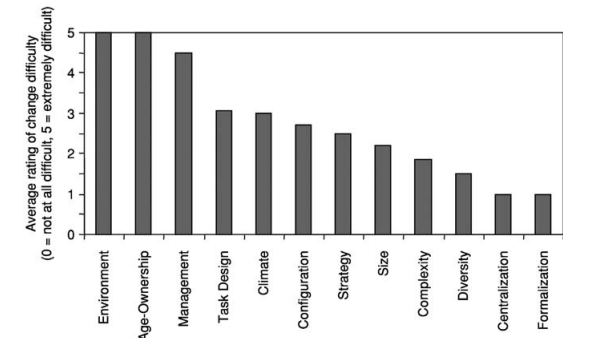 Average rating of change difficulty
(0 = not at all difficult, 5 = extremely difficult)
5
4
3
2
1
0
Environment
Age-Ownership
Management
Task Design
Climate
Configuration
Strategy
Size
Complexity
Diversity
Centralization
Formalization